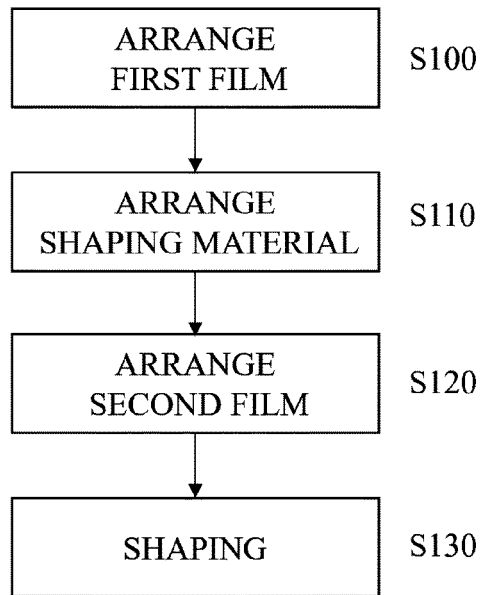 ARRANGE
FIRST FILM
S100
ARRANGE
SHAPING MATERIAL
S110
ARRANGE
SECOND FILM
S120
SHAPING
S130